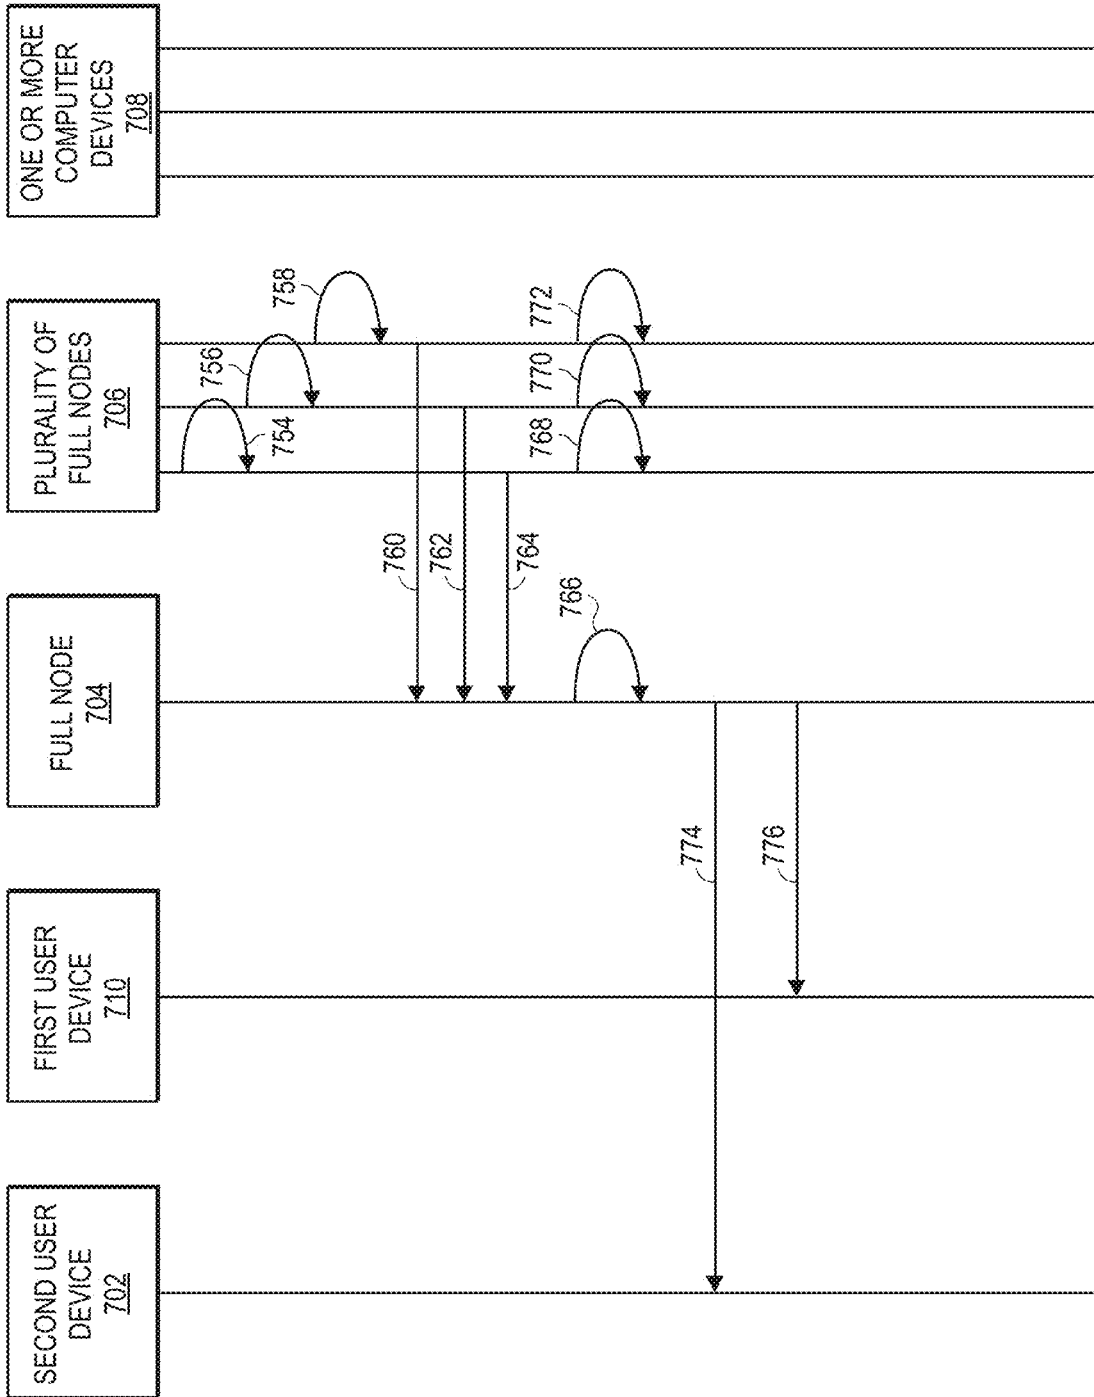 SECOND USER
DEVICE
702
FIRST USER
DEVICE
710
FULL NODE
704
PLURALITY OF
FULL NODES
706
ONE OR MORE
COMPUTER
DEVICES
708
754
756
758
760
762
764
766
768
770
772
774
776